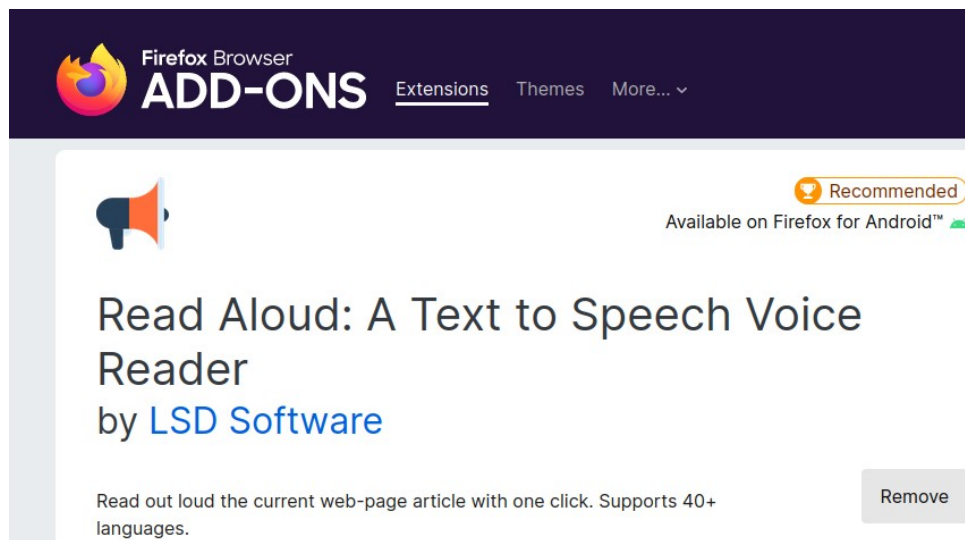 Firefox Browser
ADD-ONS
Extensions Themes More...
Recommended
Available on Firefox for Android™
Read Aloud: A Text to Speech Voice
Reader
by LSD Software
Read out loud the current web-page article with one click. Supports 40+
languages.
Remove